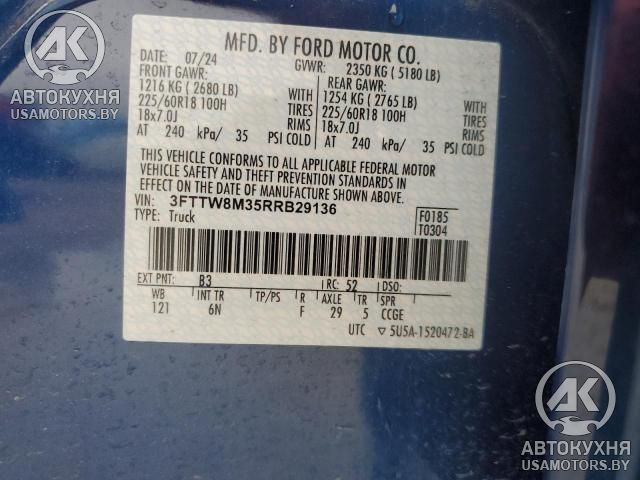 AK
АВТОКУХНЯ
USAMOTORS.BY
MFD. BY FORD MOTOR CO.
DATE: 07/24 GVWR: 2350 KG ( 5180 LB)
FRONT GAWR: REAR GAWR:
1216 KG ( 2680 LB) WITH 1254 KG ( 2765 LB) WITH
225/60R18 100H TIRES 225/60R18 100H TIRES
18x7.0J RIMS 18x7.0J RIMS
AT 240 kPa/ 35 PSI COLD AT 240 kPa/ 35 PSI COLD
THIS VEHICLE CONFORMS TO ALL APPLICABLE FEDERAL MOTOR
VEHICLE SAFETY AND THEFT PREVENTION STANDARDS IN
EFFECT ON THE DATE OF MANUFACTURE SHOWN ABOVE.
VIN: 3FTTW8M35RRB29136 F0185
TYPE: Truck T0304
EXT PNT: B3 RC: 52 DSO:
WB INT TR TP/PS R AXLE TR SPR
121 6N F 29 5 CCGE
UTC ▽ 5U5A-1520472-BA
AK
АВТОКУХНЯ
USAMOTORS.BY